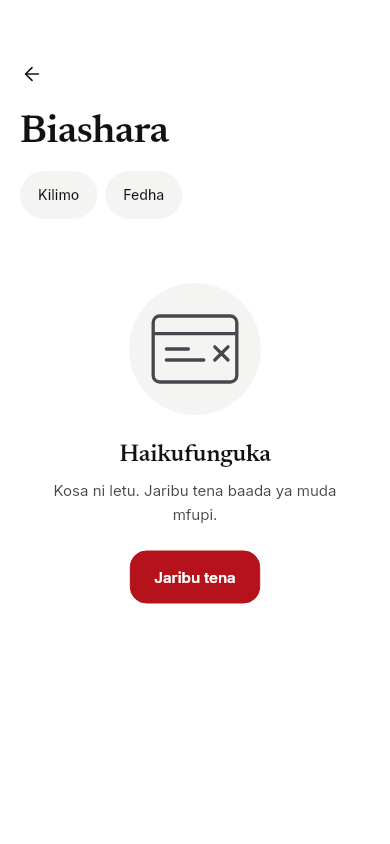 Biashara
Kilimo
Fedha
Haikufunguka
Kosa ni letu. Jaribu tena baada ya muda
mfupi.
Jaribu tena